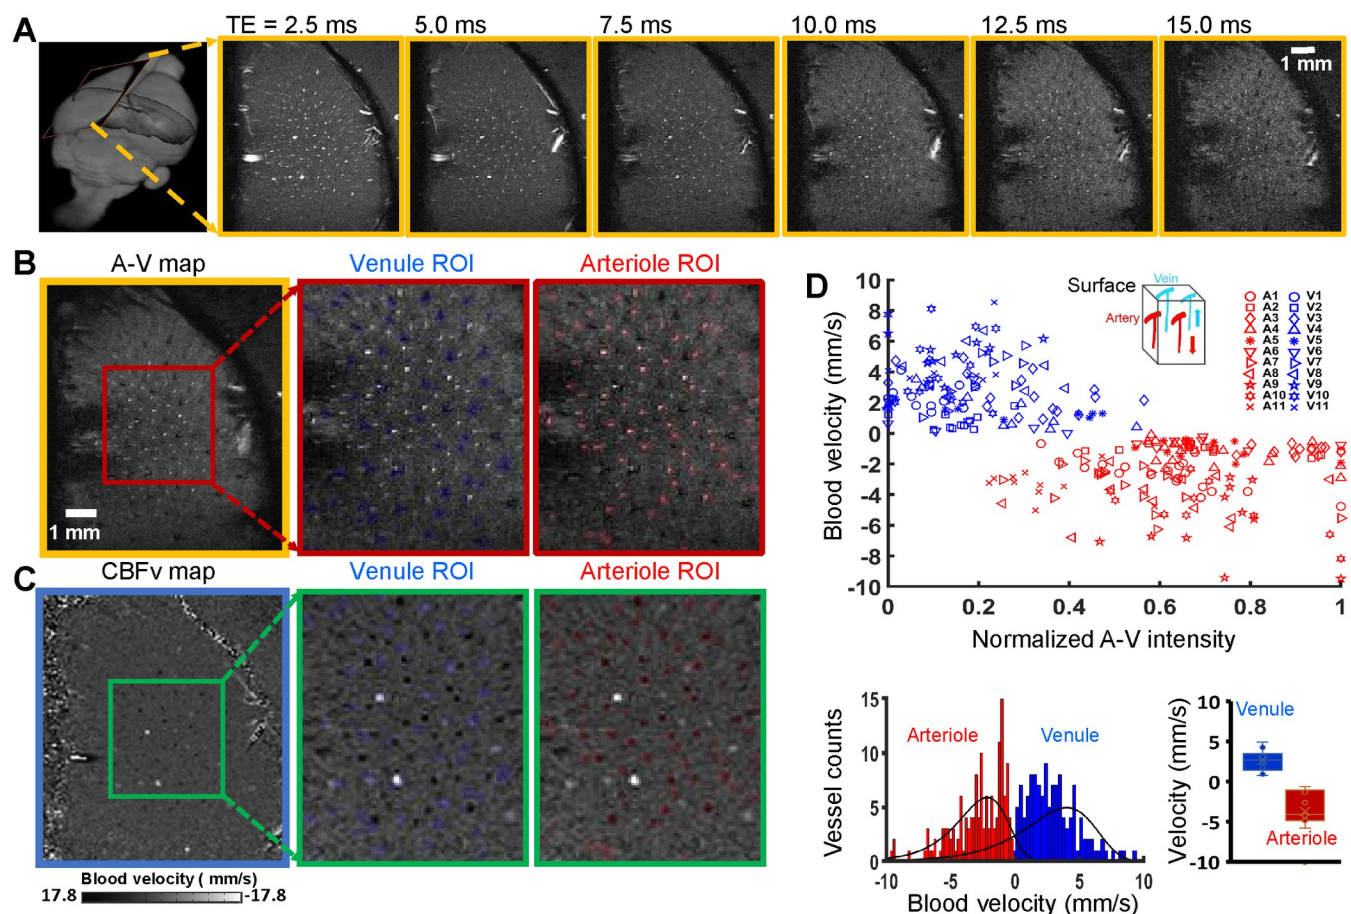 A
TE = 2.5 ms
5.0 ms
7.5 ms
10.0 ms
12.5 ms
15.0 ms
1 mm
B
A-V map
Venule ROI
Arteriole ROI
1 mm
C
CBFv map
Venule ROI
Arteriole ROI
Blood velocity ( mm/s)
17.8
-17.8
D
Blood velocity (mm/s)
10
8
6
4
2
0
-2
-4
-6
-8
-10
0
0.2
0.4
0.6
0.8
1
Normalized A-V intensity
Surface
Vein
Artery
A1 V1
A2 V2
A3 V3
A4 V4
A5 V5
A6 V6
A7 V7
A8 V8
A9 V9
A10 V10
A11 V11
Vessel counts
15
10
5
0
Arteriole
Venule
-10
-5
0
5
10
Blood velocity (mm/s)
Velocity (mm/s)
10
5
0
-5
-10
Venule
Arteriole